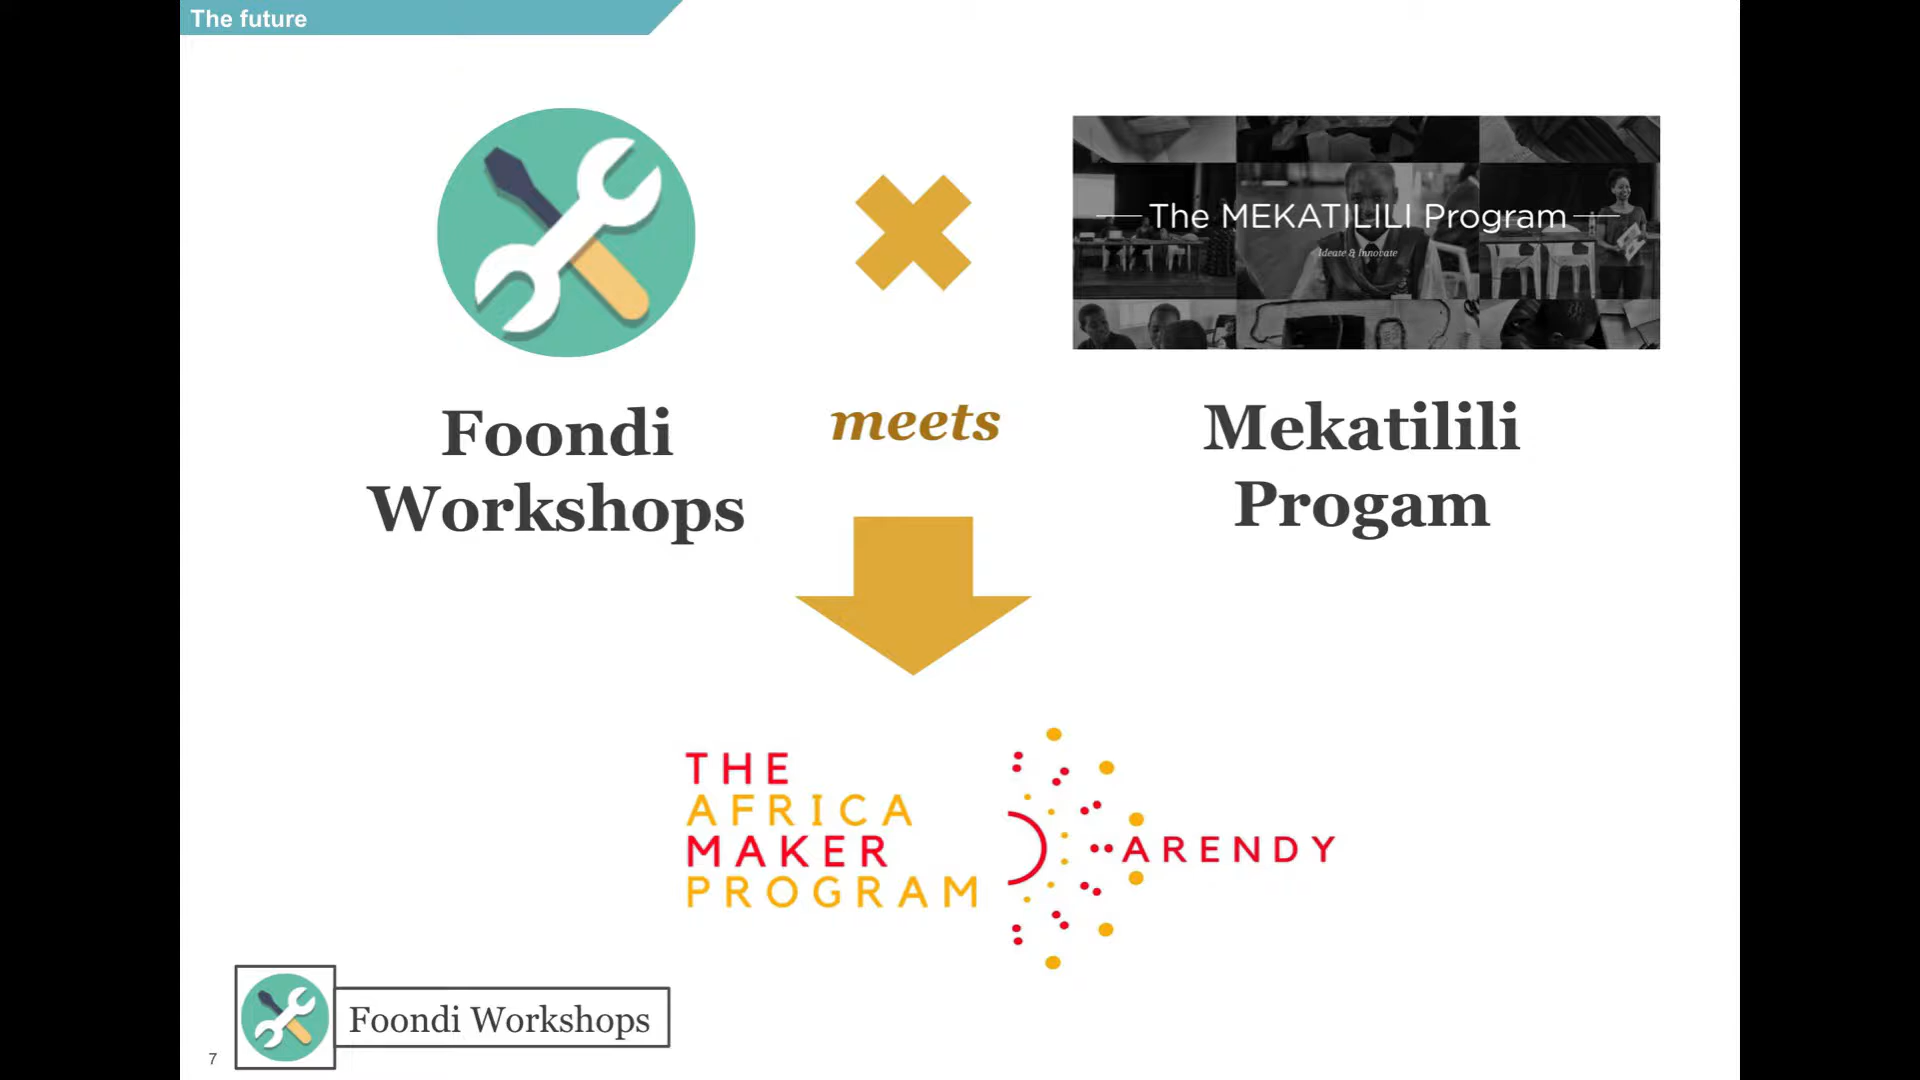 The future
The MEKATILILI Program
Ideate & Innovate
Foondi
Workshops
meets
Mekatilili
Progam
THE
AFRICA
MAKER
PROGRAM
ARENDY
Foondi Workshops
7